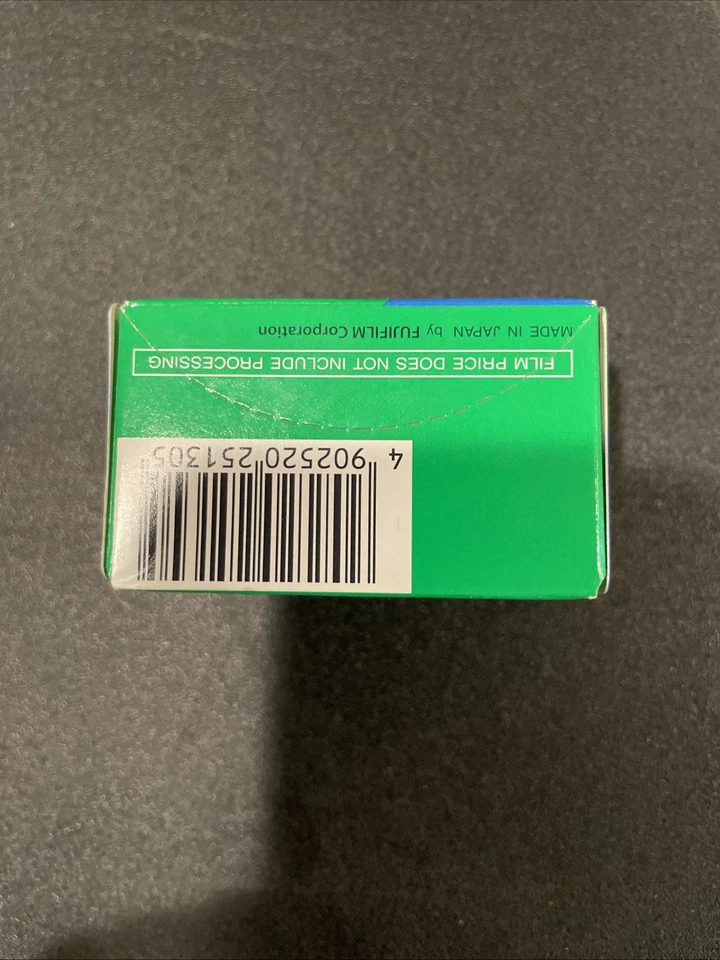 4 902520 251305
FILM PRICE DOES NOT INCLUDE PROCESSING
MADE IN JAPAN by FUJIFILM Corporation